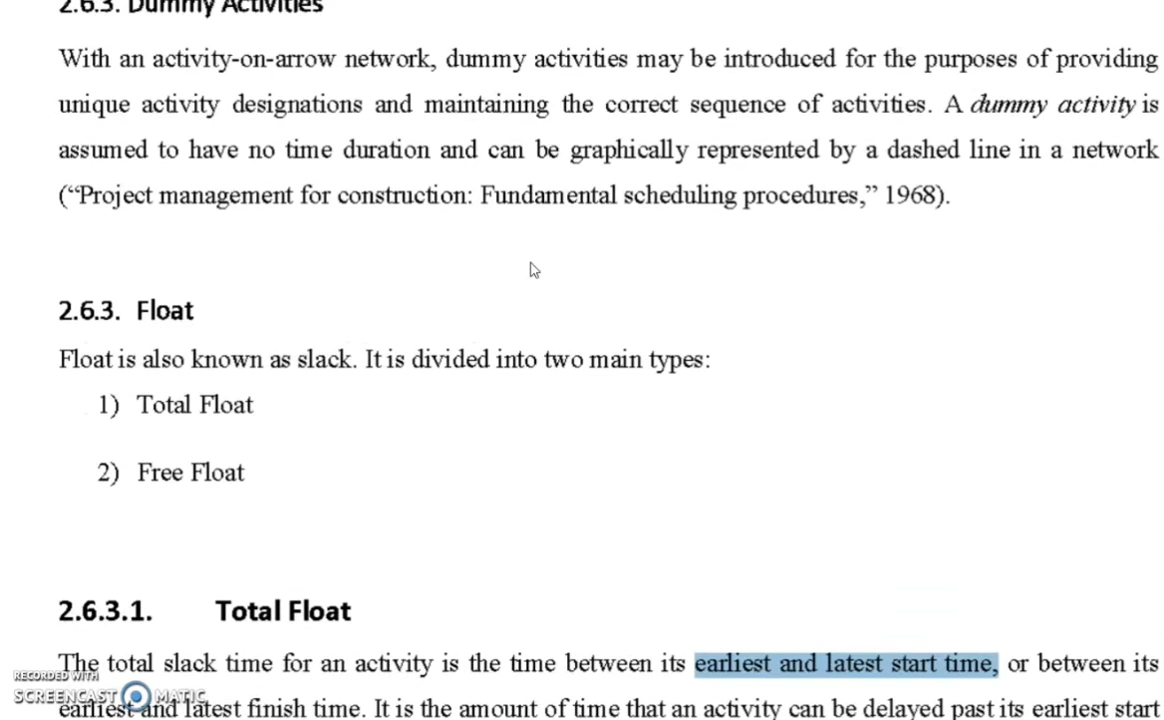 2.6.3. Dummy Activities
With an activity-on-arrow network, dummy activities may be introduced for the purposes of providing
unique activity designations and maintaining the correct sequence of activities. A dummy activity is
assumed to have no time duration and can be graphically represented by a dashed line in a network
(“Project management for construction: Fundamental scheduling procedures,” 1968).
2.6.3. Float
Float is also known as slack. It is divided into two main types:
1) Total Float
2) Free Float
2.6.3.1. Total Float
The total slack time for an activity is the time between its earliest and latest start time, or between its
RECORDED WITH
SCREENCAST MATIC
earliest and latest finish time. It is the amount of time that an activity can be delayed past its earliest start